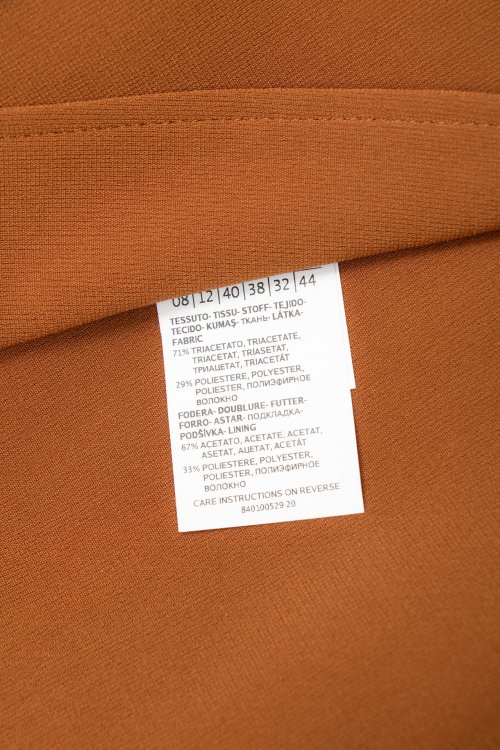 08|12|40|38|32|44
TESSUTO- TISSU- STOFF- TEJIDO-
TECIDO- KUMAŞ- ТКАНЬ- LÁTKA-
FABRIC
71% TRIACETATO, TRIACETATE,
TRIACETAT, TRIASETAT,
ТРИАЦЕТАТ, TRIACETÁT
29% POLIESTERE, POLYESTER,
POLIESTER, ПОЛИЭФИРНОЕ
ВОЛОКНО
FODERA- DOUBLURE- FUTTER-
FORRO- ASTAR- ПОДКЛАДКА-
PODŠÍVKA- LINING
67% ACETATO, ACETATE, ACETAT,
ASETAT, АЦЕТАТ, ACETÁT
33% POLIESTERE, POLYESTER,
POLIESTER, ПОЛИЭФИРНОЕ
ВОЛОКНО
CARE INSTRUCTIONS ON REVERSE
840100529 20